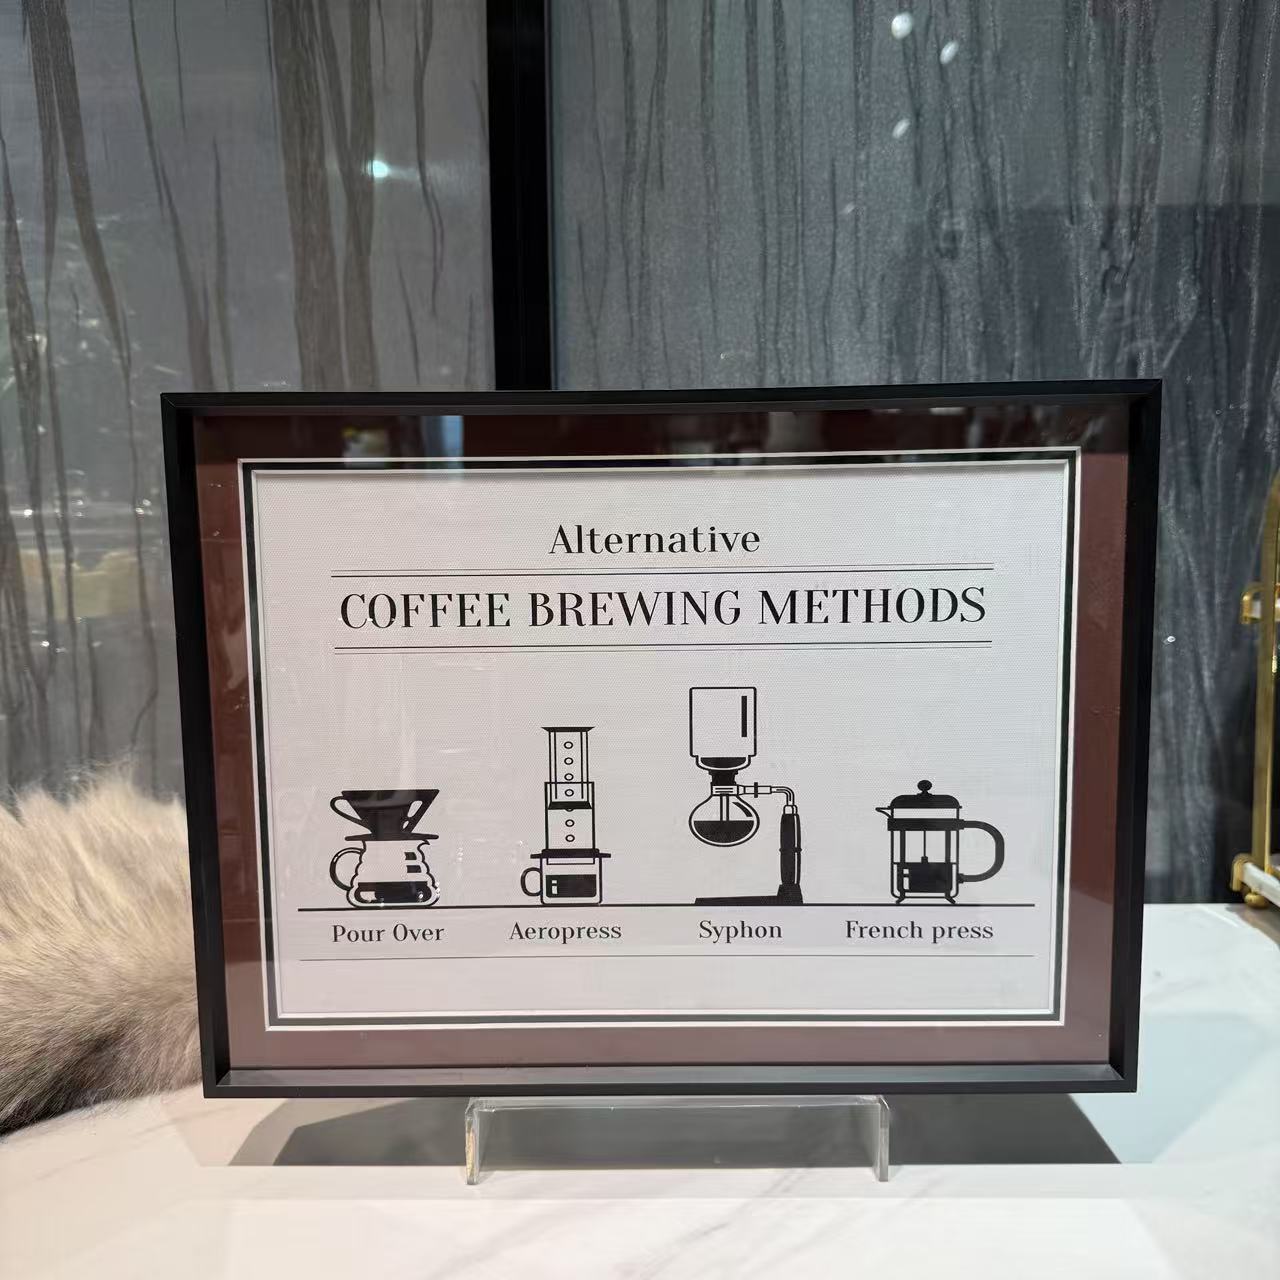 Alternative
COFFEE BREWING METHODS
Pour Over Aeropress Syphon French press